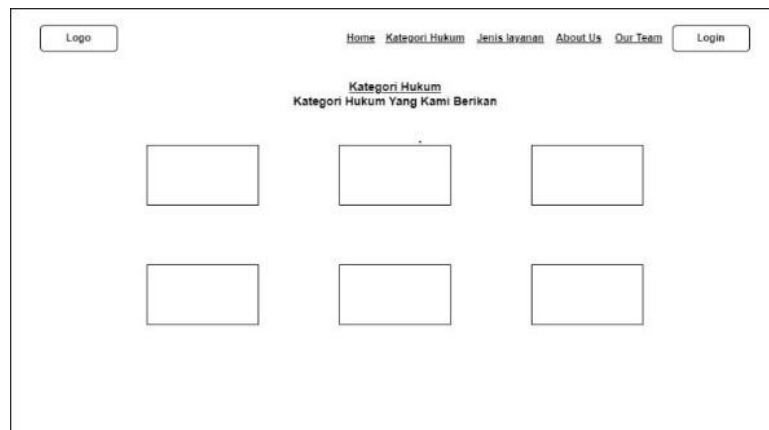 Logo Home Kategori Hukum Jenis layanan About Us Our Team Login
Kategori Hukum
Kategori Hukum Yang Kami Berikan